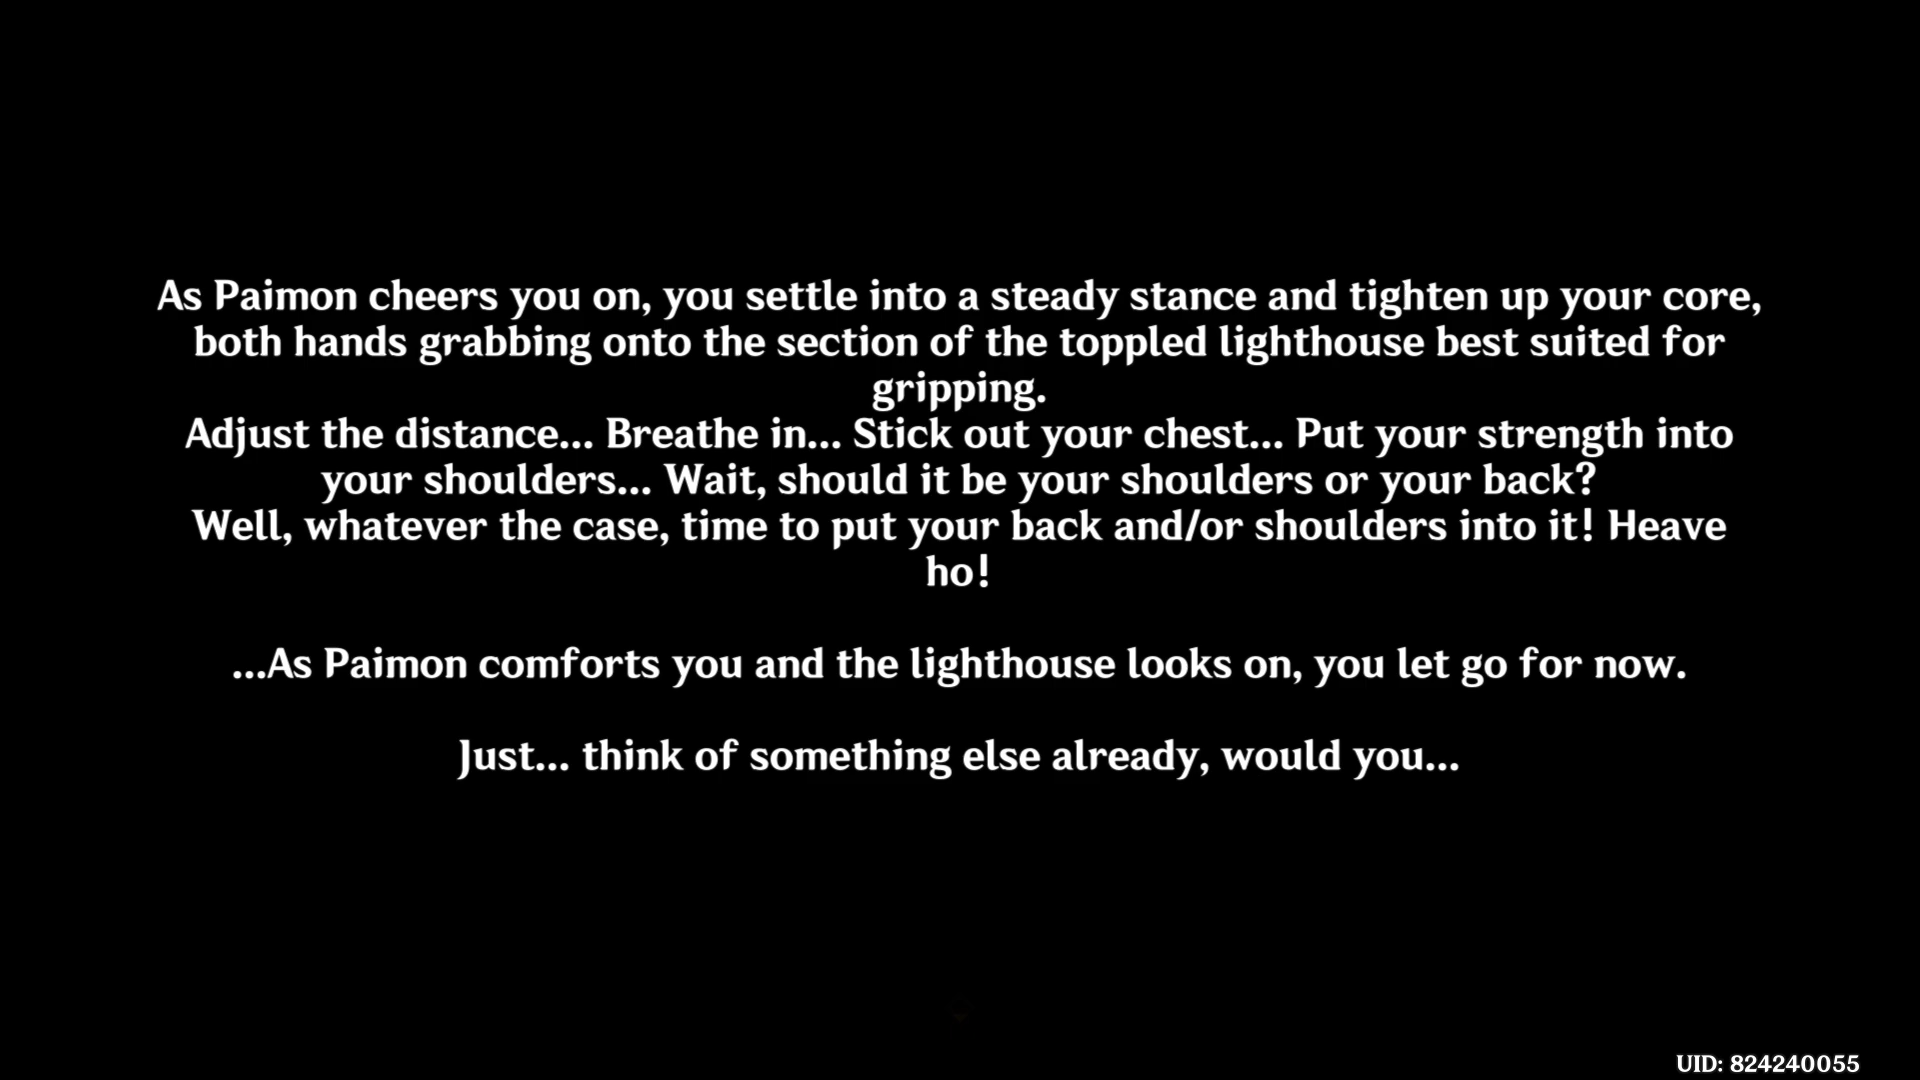 As Paimon cheers you on, you settle into a steady stance and tighten up your core,
both hands grabbing onto the section of the toppled lighthouse best suited for
gripping.
Adjust the distance... Breathe in... Stick out your chest... Put your strength into
your shoulders... Wait, should it be your shoulders or your back?
Well, whatever the case, time to put your back and/or shoulders into it! Heave
ho!
...As Paimon comforts you and the lighthouse looks on, you let go for now.
Just... think of something else already, would you...
UID: 824240055